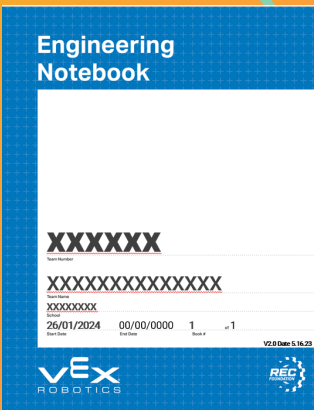 Engineering
Notebook
XXXXXX
Team Number
XXXXXXXXXXXXXX
Team Name
XXXXXXXX
School
26/01/2024 00/00/0000 1 of 1
Start Date End Date Book #
V2.0 Date 5.16.23
VEX
ROBOTICS
REC
FOUNDATION